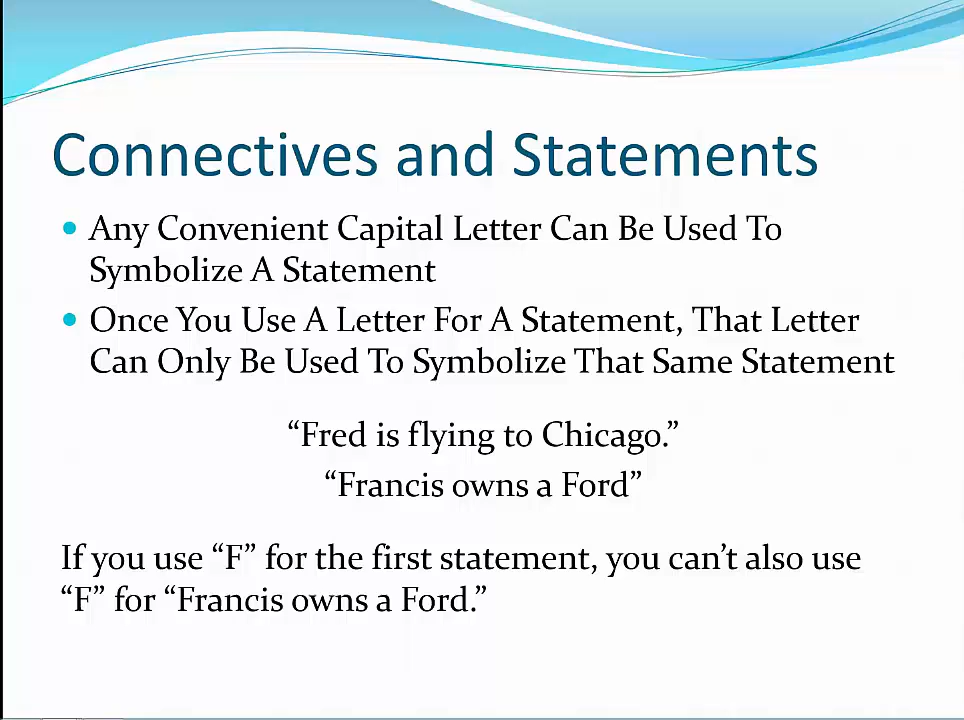 Connectives and Statements
Any Convenient Capital Letter Can Be Used To
Symbolize A Statement
Once You Use A Letter For A Statement, That Letter
Can Only Be Used To Symbolize That Same Statement
“Fred is flying to Chicago.”
“Francis owns a Ford”
If you use “F” for the first statement, you can’t also use
“F” for “Francis owns a Ford.”